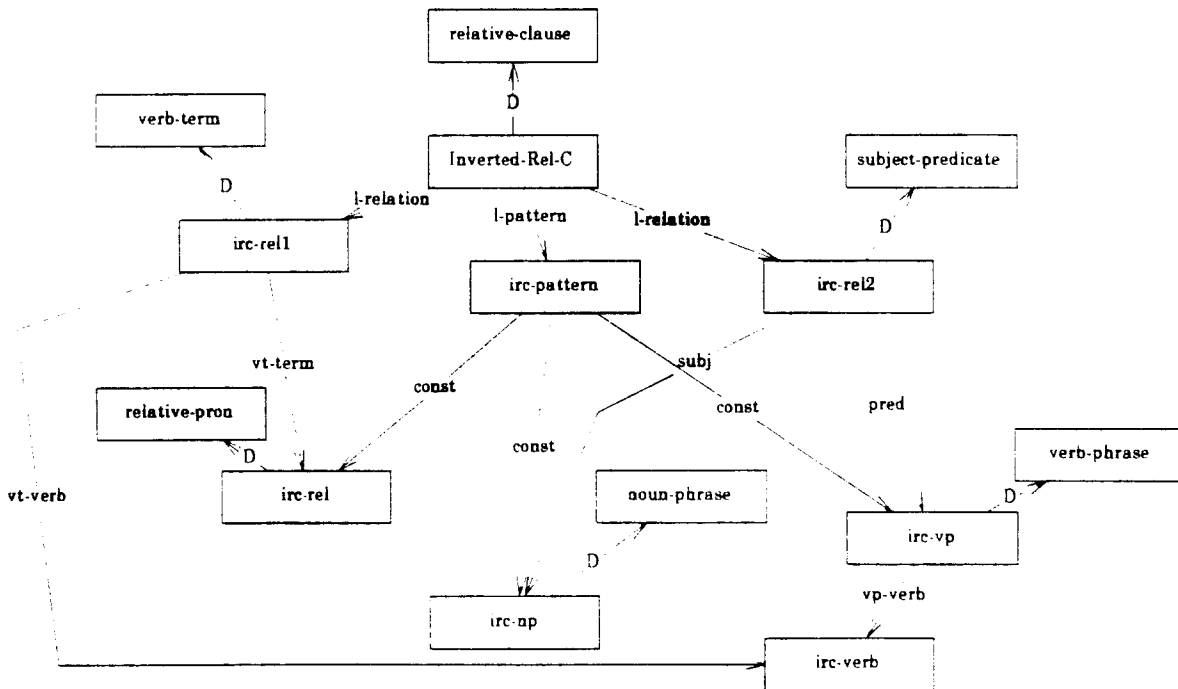 relative-clause
D
verb-term
Inverted-Rel-C
subject-predicate
D
l-relation
l-pattern
l-relation
D
irc-rel1
irc-pattern
irc-rel2
vt-term
subj
const
const
pred
relative-pron
const
verb-phrase
D
vt-verb
irc-rel
noun-phrase
D
irc-vp
D
vp-verb
irc-np
irc-verb